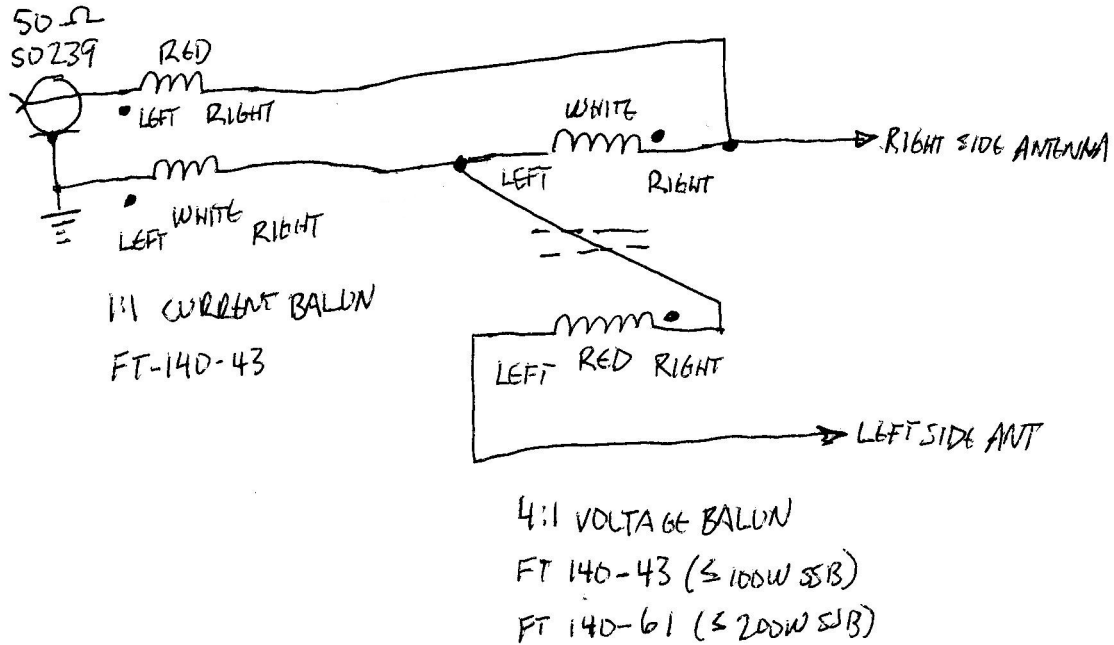 50 Ω
SO239
RED
LEFT RIGHT
WHITE
LEFT RIGHT
RIGHT SIDE ANTENNA
LEFT WHITE RIGHT
1:1 CURRENT BALUN
FT-140-43
LEFT RED RIGHT
LEFT SIDE ANT
4:1 VOLTAGE BALUN
FT 140-43 (≤ 100W SSB)
FT 140-61 (≤ 200W SSB)